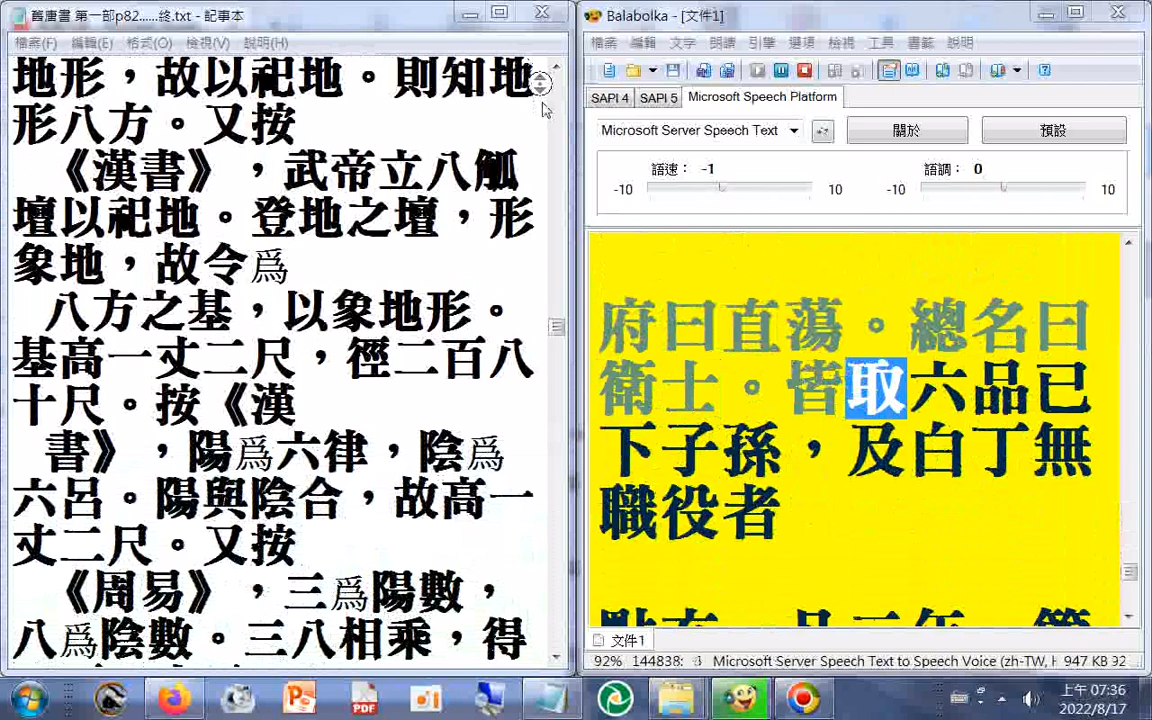 舊唐書 第一部p82......終.txt - 記事本
檔案(F) 編輯(E) 格式(O) 檢視(V) 說明(H)
地形，故以祀地。則知地
形八方。又按
《漢書》，武帝立八觚
壇以祀地。登地之壇，形
象地，故令爲
八方之基，以象地形。
基高一丈二尺，徑二百八
十尺。按《漢
書》，陽爲六律，陰爲
六呂。陽與陰合，故高一
丈二尺。又按
《周易》，三爲陽數，
八爲陰數。三八相乘，得
Balabolka - [文件1]
檔案 編輯 文字 朗讀 引擎 選項 檢視 工具 書籤 說明
SAPI 4 SAPI 5 Microsoft Speech Platform
Microsoft Server Speech Text 關於 預設
語速： -1 語調： 0
-10 10 -10 10
府曰直蕩。總名曰
衛士。皆取六品已
下子孫，及白丁無
職役者
文件1
92% 144838: Microsoft Server Speech Text to Speech Voice (zh-TW, H 947 KB 92
上午 07:36
2022/8/17